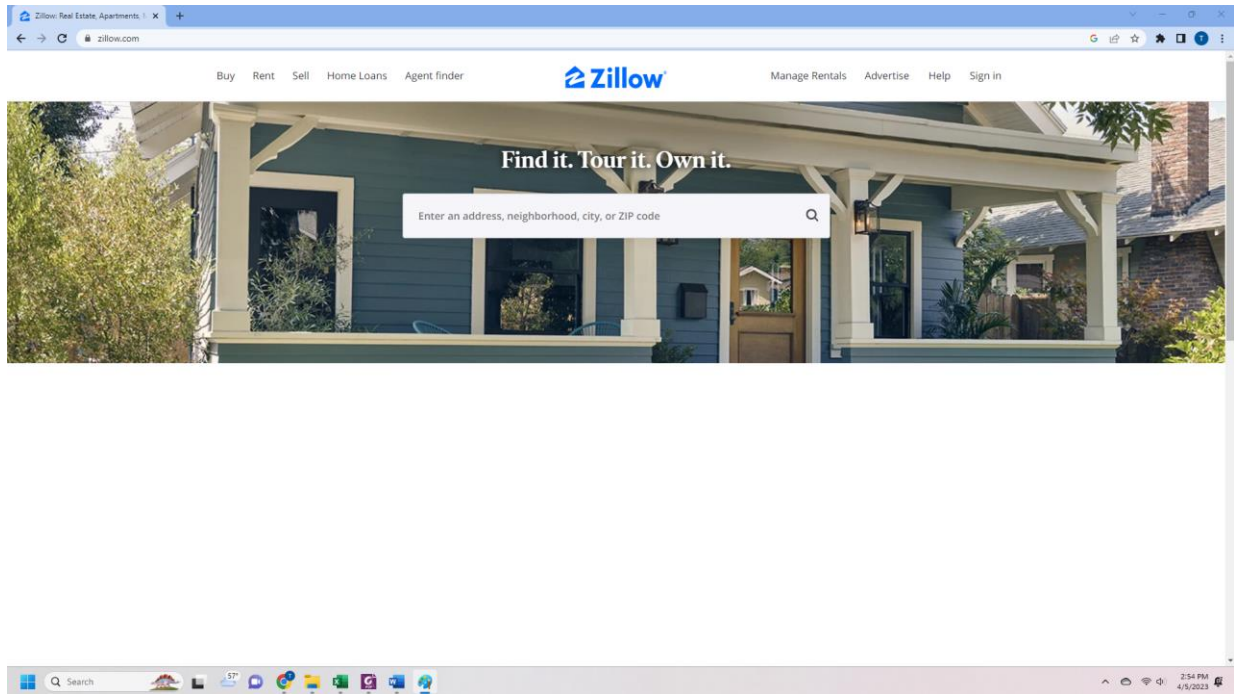 Zillow: Real Estate, Apartments,
zillow.com
Buy Rent Sell Home Loans Agent finder Zillow Manage Rentals Advertise Help Sign in
Find it. Tour it. Own it.
Enter an address, neighborhood, city, or ZIP code
Search 57° 2:54 PM
4/5/2023